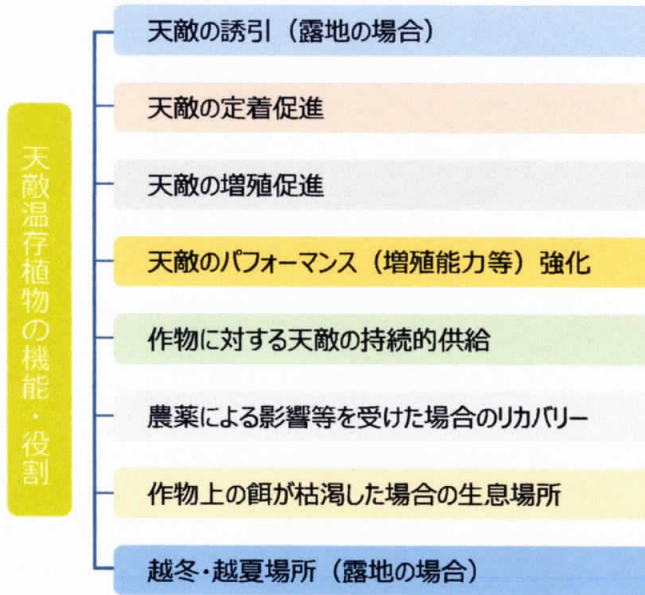 天敵温存植物の機能・役割
天敵の誘引（露地の場合）
天敵の定着促進
天敵の増殖促進
天敵のパフォーマンス（増殖能力等）強化
作物に対する天敵の持続的供給
農薬による影響等を受けた場合のリカバリー
作物上の餌が枯渇した場合の生息場所
越冬・越夏場所（露地の場合）